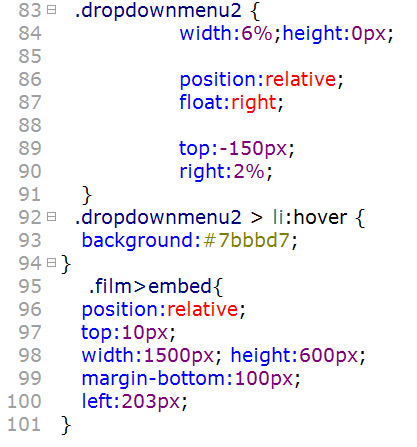 83 .dropdownmenu2 {
84 width:6%;height:0px;
85
86 position:relative;
87 float:right;
88
89 top:-150px;
90 right:2%;
91 }
92 .dropdownmenu2 > li:hover {
93 background:#7bbbd7;
94 }
95 .film>embed{
96 position:relative;
97 top:10px;
98 width:1500px; height:600px;
99 margin-bottom:100px;
100 left:203px;
101 }